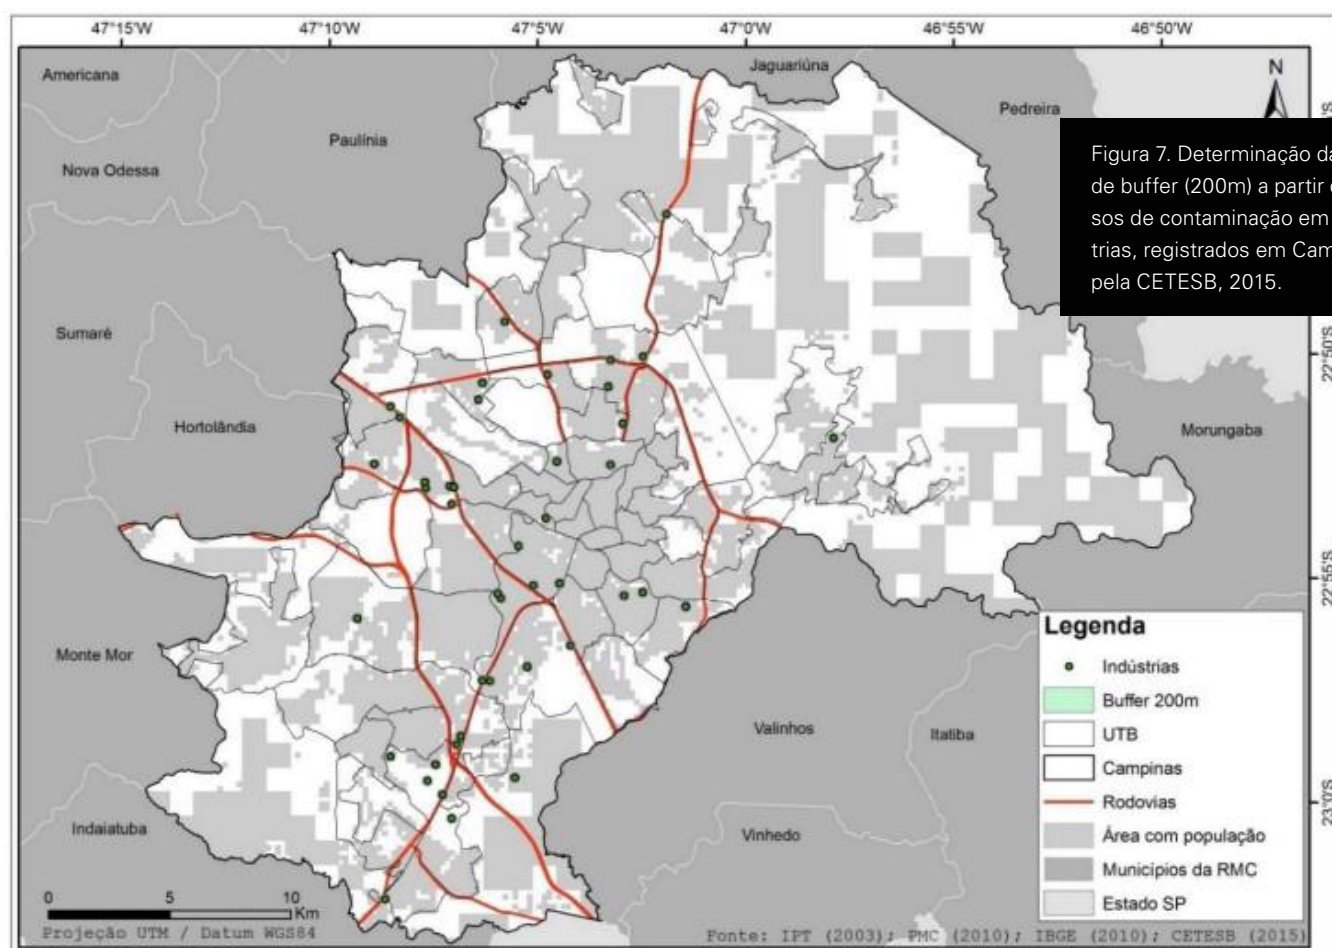 47°15'W 47°10'W 47°5'W 47°0'W 46°55'W 46°50'W
Americana
Jaguariúna
N
Pedreira
Paulínia
Nova Odessa
Figura 7. Determinação da
de buffer (200m) a partir
sos de contaminação em
trias, registrados em Cam
pela CETESB, 2015.
Sumaré
22°50'S
Hortolândia
Morungaba
22°55'S
Monte Mor
Valinhos
Itatiba
Indaiatuba
Vinhedo
23°0'S
Legenda
Indústrias
Buffer 200m
UTB
Campinas
Rodovias
Área com população
Municípios da RMC
Estado SP
0 5 10
Km
Projeção UTM / Datum WGS84
Fonte: IPT (2003); PMC (2010); IBGE (2010); CETESB (2015)